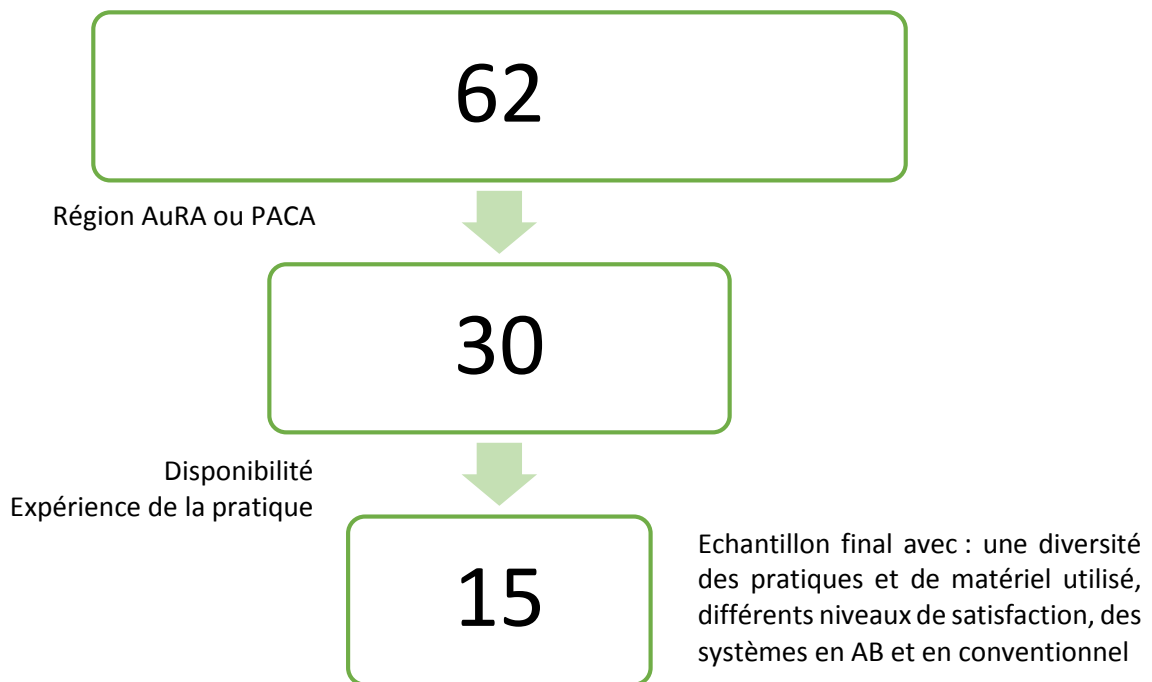 62
Région AuRA ou PACA
30
Disponibilité
Expérience de la pratique
15
Echantillon final avec : une diversité
des pratiques et de matériel utilisé,
différents niveaux de satisfaction, des
systèmes en AB et en conventionnel